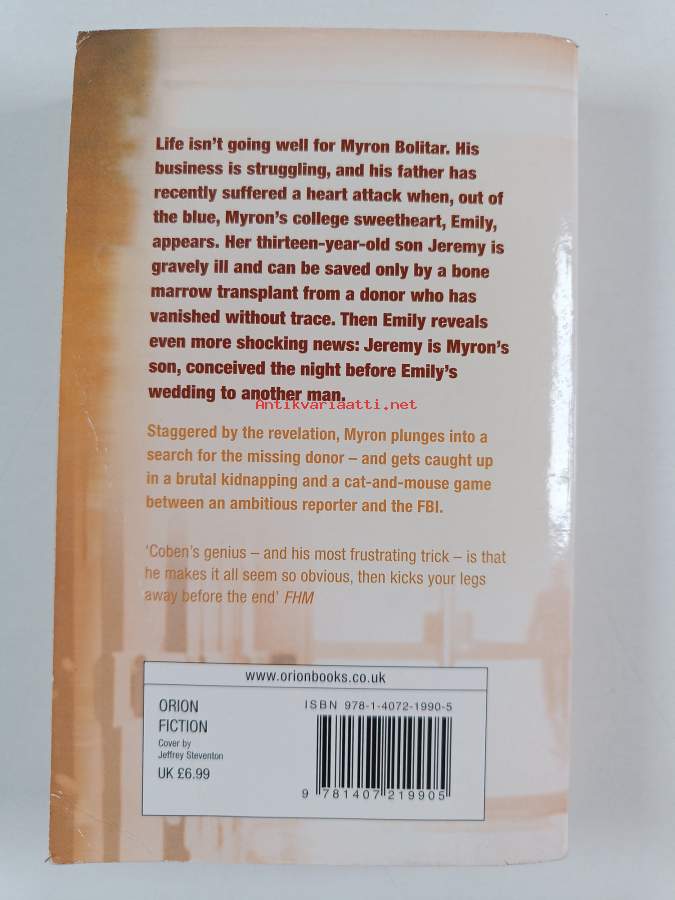 Life isn't going well for Myron Bolitar. His
business is struggling, and his father has
recently suffered a heart attack when, out of
the blue, Myron's college sweetheart, Emily,
appears. Her thirteen-year-old son Jeremy is
gravely ill and can be saved only by a bone
marrow transplant from a donor who has
vanished without trace. Then Emily reveals
even more shocking news: Jeremy is Myron's
son, conceived the night before Emily's
wedding to another man.
Antikvariaatti.net
Staggered by the revelation, Myron plunges into a
search for the missing donor – and gets caught up
in a brutal kidnapping and a cat-and-mouse game
between an ambitious reporter and the FBI.
'Coben's genius – and his most frustrating trick – is that
he makes it all seem so obvious, then kicks your legs
away before the end' FHM
www.orionbooks.co.uk
ORION
FICTION
Cover by
Jeffrey Steventon
UK £6.99
ISBN 978-1-4072-1990-5
9 781407 219905